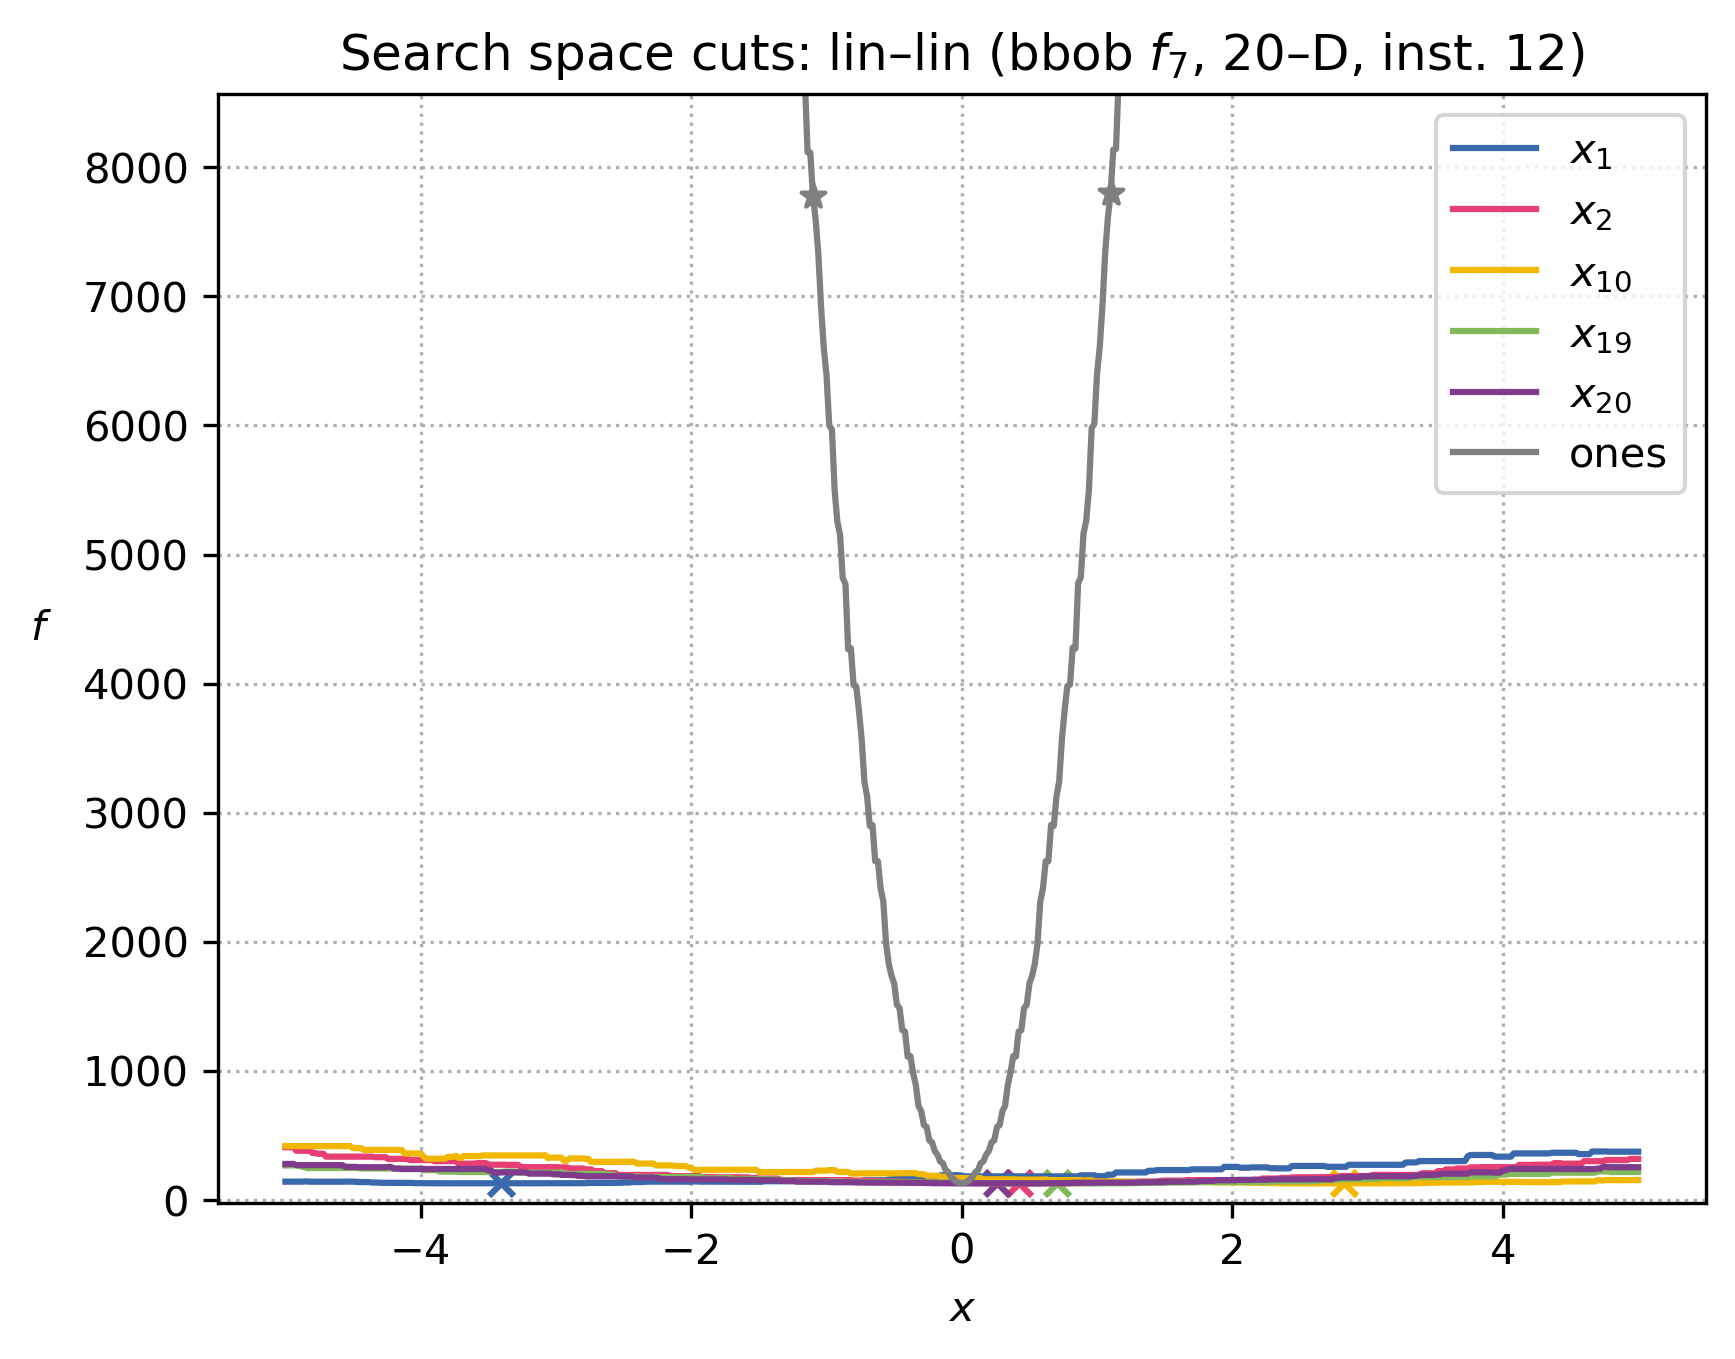 Search space cuts: lin–lin (bbob f₇, 20–D, inst. 12)
x₁
x₂
x₁₀
x₁₉
x₂₀
ones
8000
7000
6000
5000
4000
3000
2000
1000
0
f
−4 −2 0 2 4
x